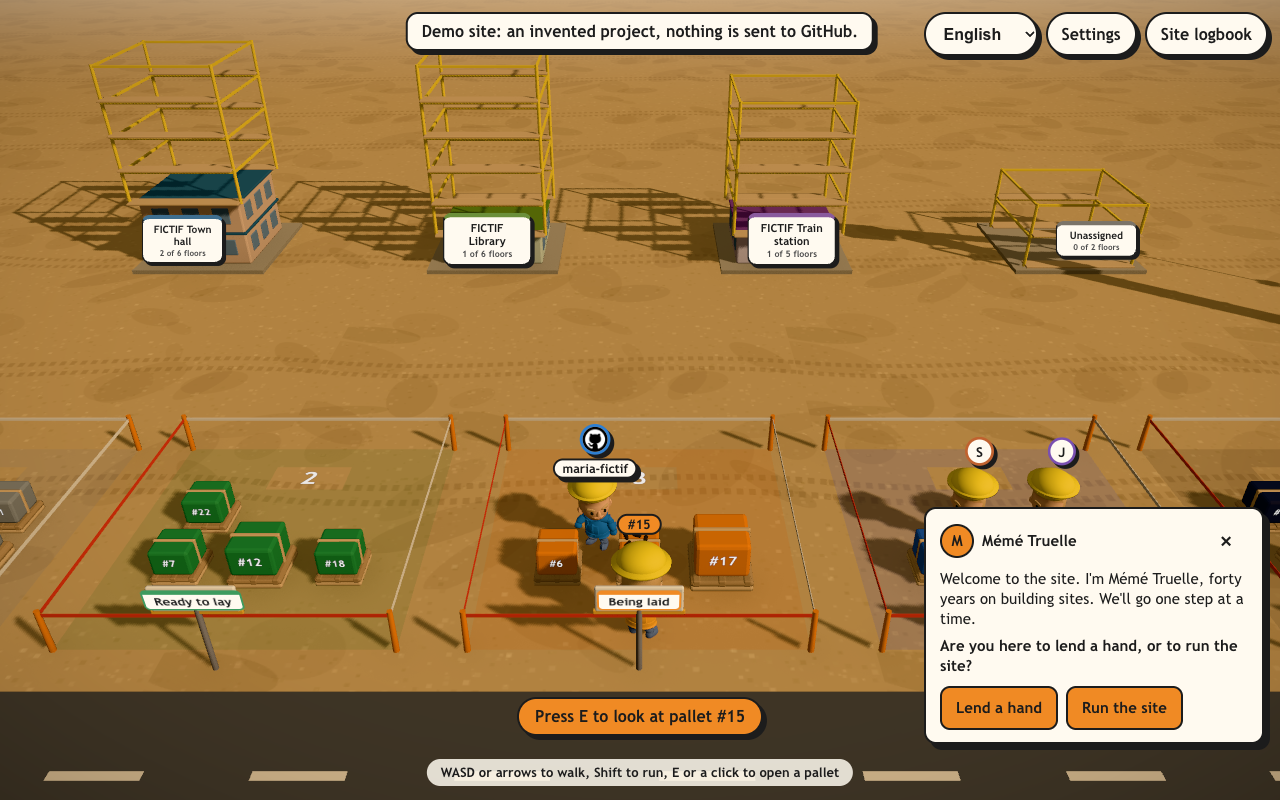 Demo site: an invented project, nothing is sent to GitHub.
English
Settings
Site logbook
FICTIF Town
hall
2 of 6 floors
FICTIF
Library
1 of 6 floors
FICTIF Train
station
1 of 5 floors
Unassigned
0 of 2 floors
2
maria-fictif
3
S
J
#22
#15
#7
#12
#18
#6
#17
Ready to lay
Being laid
M
Mémé Truelle
×
Welcome to the site. I'm Mémé Truelle, forty
years on building sites. We'll go one step at a
time.
Are you here to lend a hand, or to run the
site?
Lend a hand
Run the site
Press E to look at pallet #15
WASD or arrows to walk, Shift to run, E or a click to open a pallet